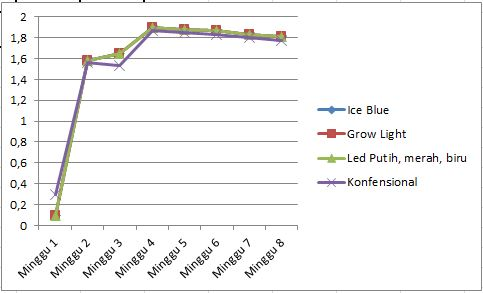 2
1,8
1,6
1,4
1,2
1
0,8
0,6
0,4
0,2
0
Minggu 1
Minggu 2
Minggu 3
Minggu 4
Minggu 5
Minggu 6
Minggu 7
Minggu 8
Ice Blue
Grow Light
Led Putih, merah, biru
Konfensional